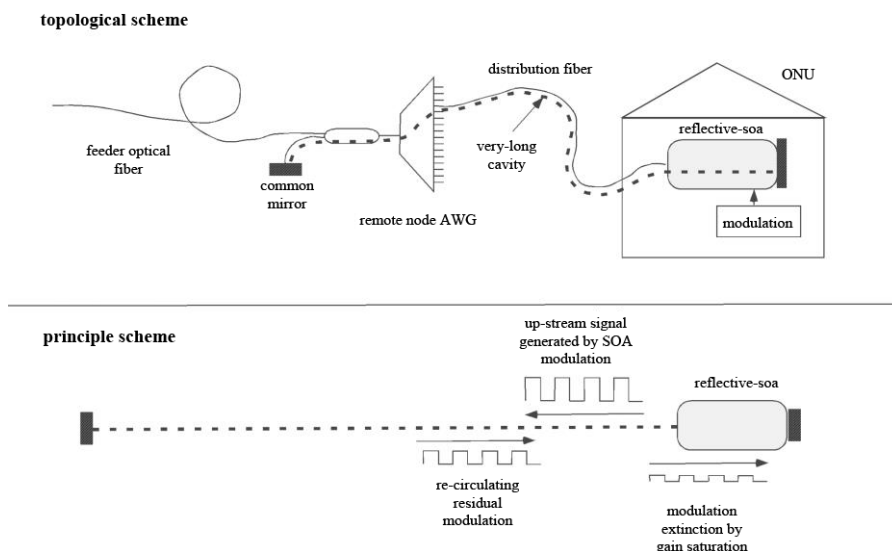 topological scheme
distribution fiber
ONU
reflective-soa
feeder optical
fiber
very-long
cavity
common
mirror
modulation
remote node AWG
principle scheme
up-stream signal
generated by SOA
modulation
reflective-soa
re-circulating
residual
modulation
modulation
extinction by
gain saturation